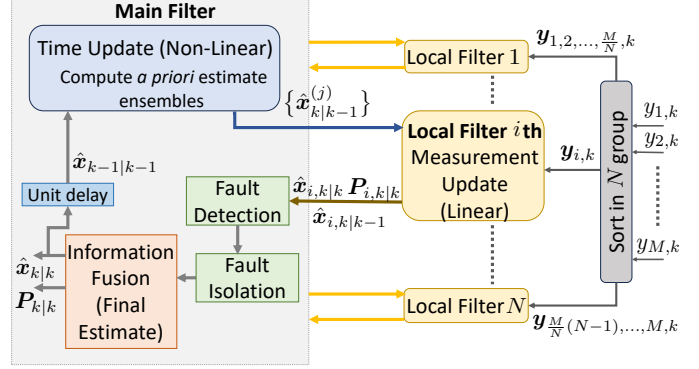 Main Filter
Time Update (Non-Linear)
Compute a priori estimate
ensembles
{x̂^{(j)}_{k|k−1}}
x̂_{k−1|k−1}
Unit delay
x̂_{k|k}
P_{k|k}
Information
Fusion
(Final
Estimate)
Fault
Detection
Fault
Isolation
x̂_{i,k|k} P_{i,k|k}
x̂_{i,k|k−1}
Local Filter 1
Local Filter ith
Measurement
Update
(Linear)
Local Filter N
y_{1,2,...,M/N,k}
y_{i,k}
y_{M/N(N−1),...,M,k}
Sort in N group
y_{1,k}
y_{2,k}
y_{M,k}